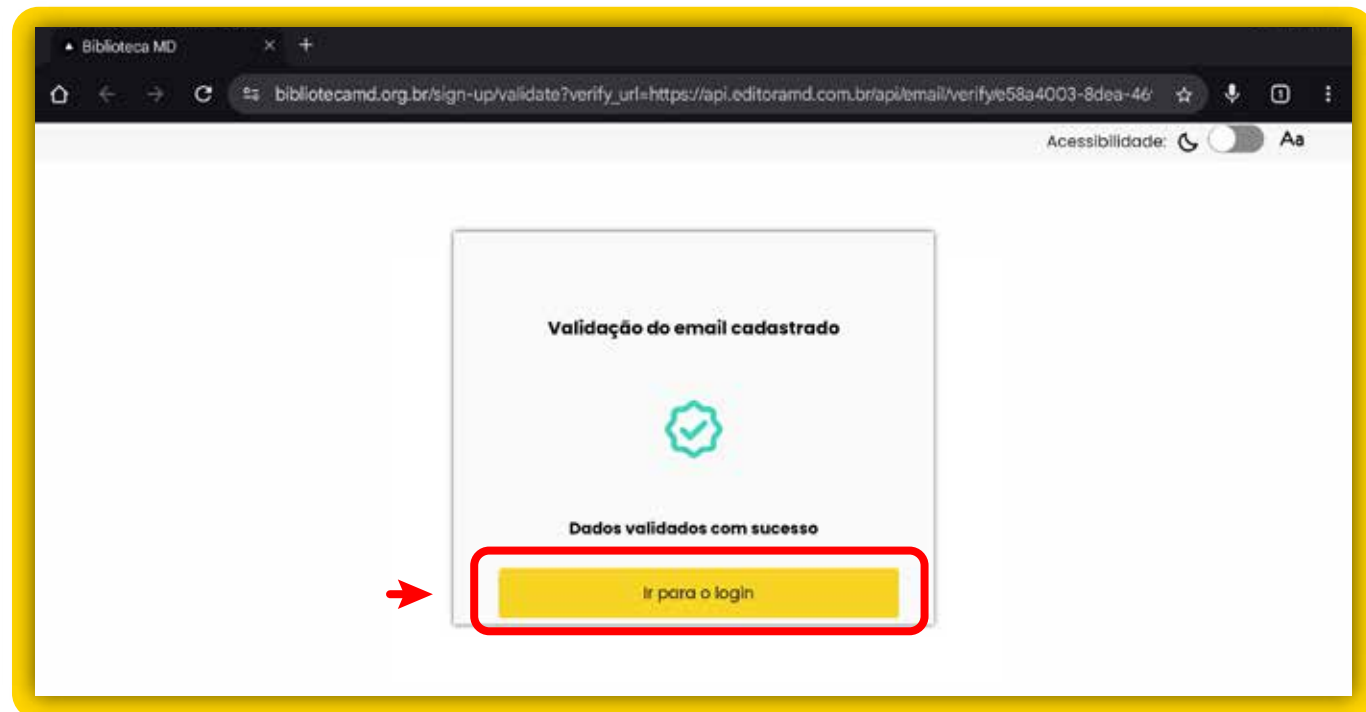 Biblioteca MD
bibliotecamd.org.br/sign-up/validate?verify_url=https://api.editoramd.com.br/api/email/verify/e58a4003-8dea-46
Acessibilidade: Aa
Validação do email cadastrado
Dados validados com sucesso
Ir para o login